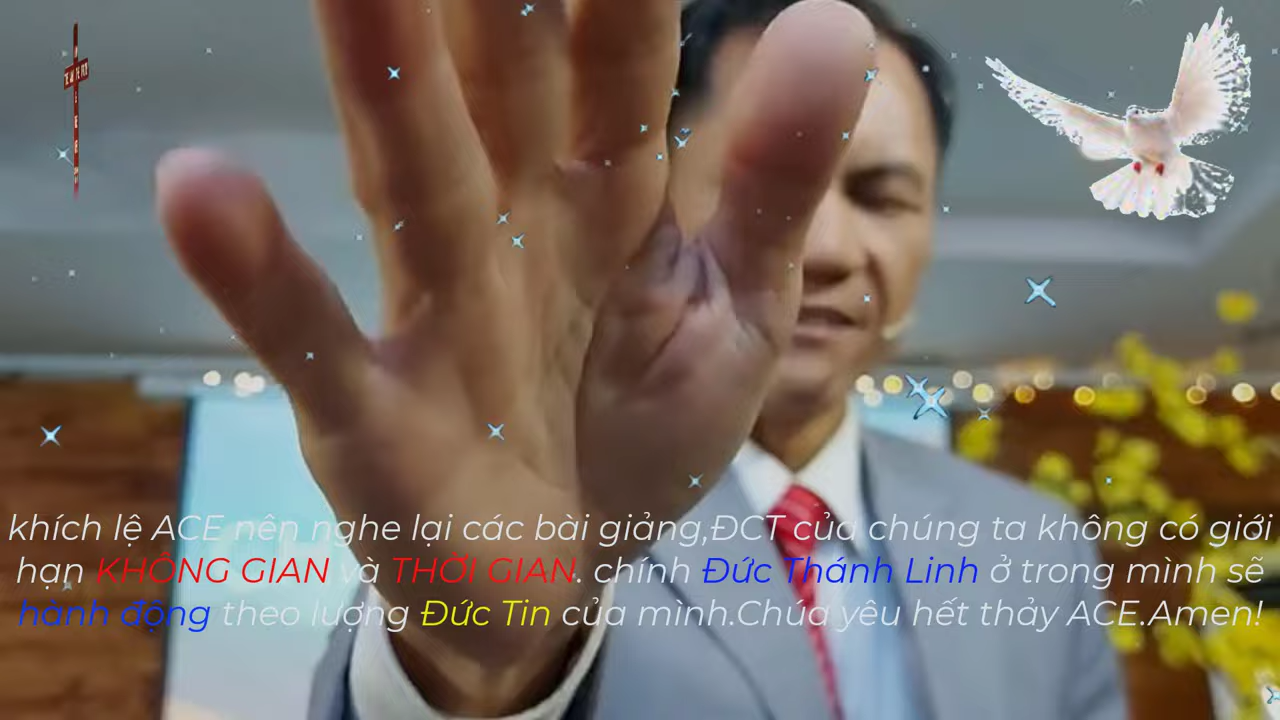 khích lệ ACE nên nghe lại các bài giảng,ĐCT của chúng ta không có giới
hạn KHÔNG GIAN và THỜI GIAN. chính Đức Thánh Linh ở trong mình sẽ
hành động theo lượng Đức Tin của mình.Chúa yêu hết thảy ACE.Amen!